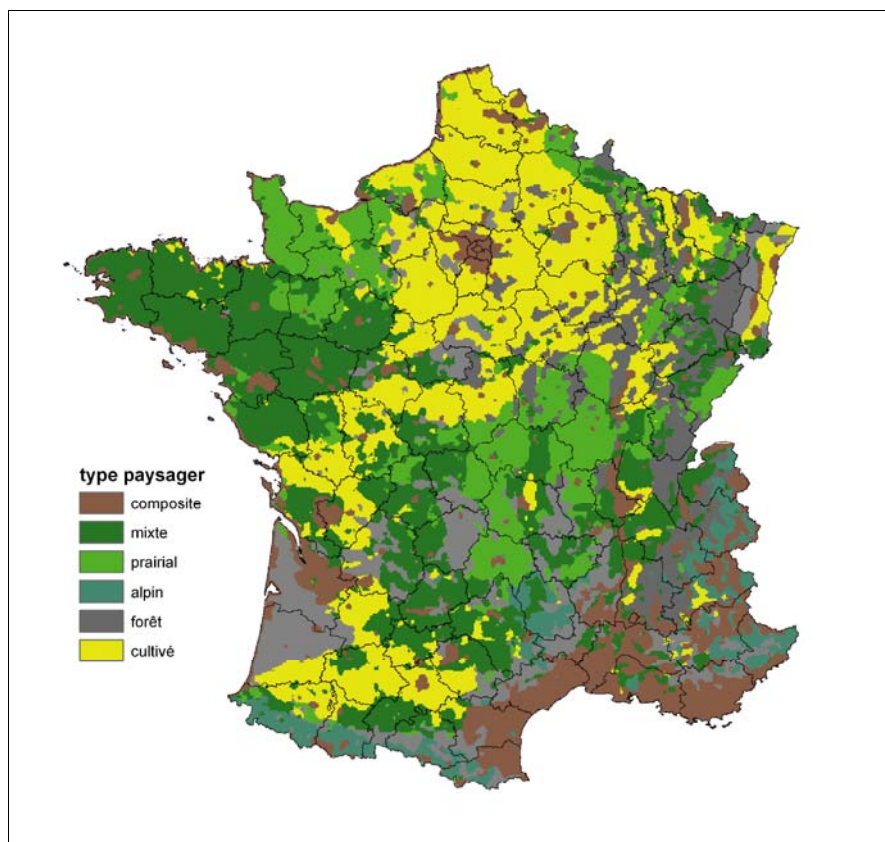 type paysager
composite
mixte
prairial
alpin
forêt
cultivé